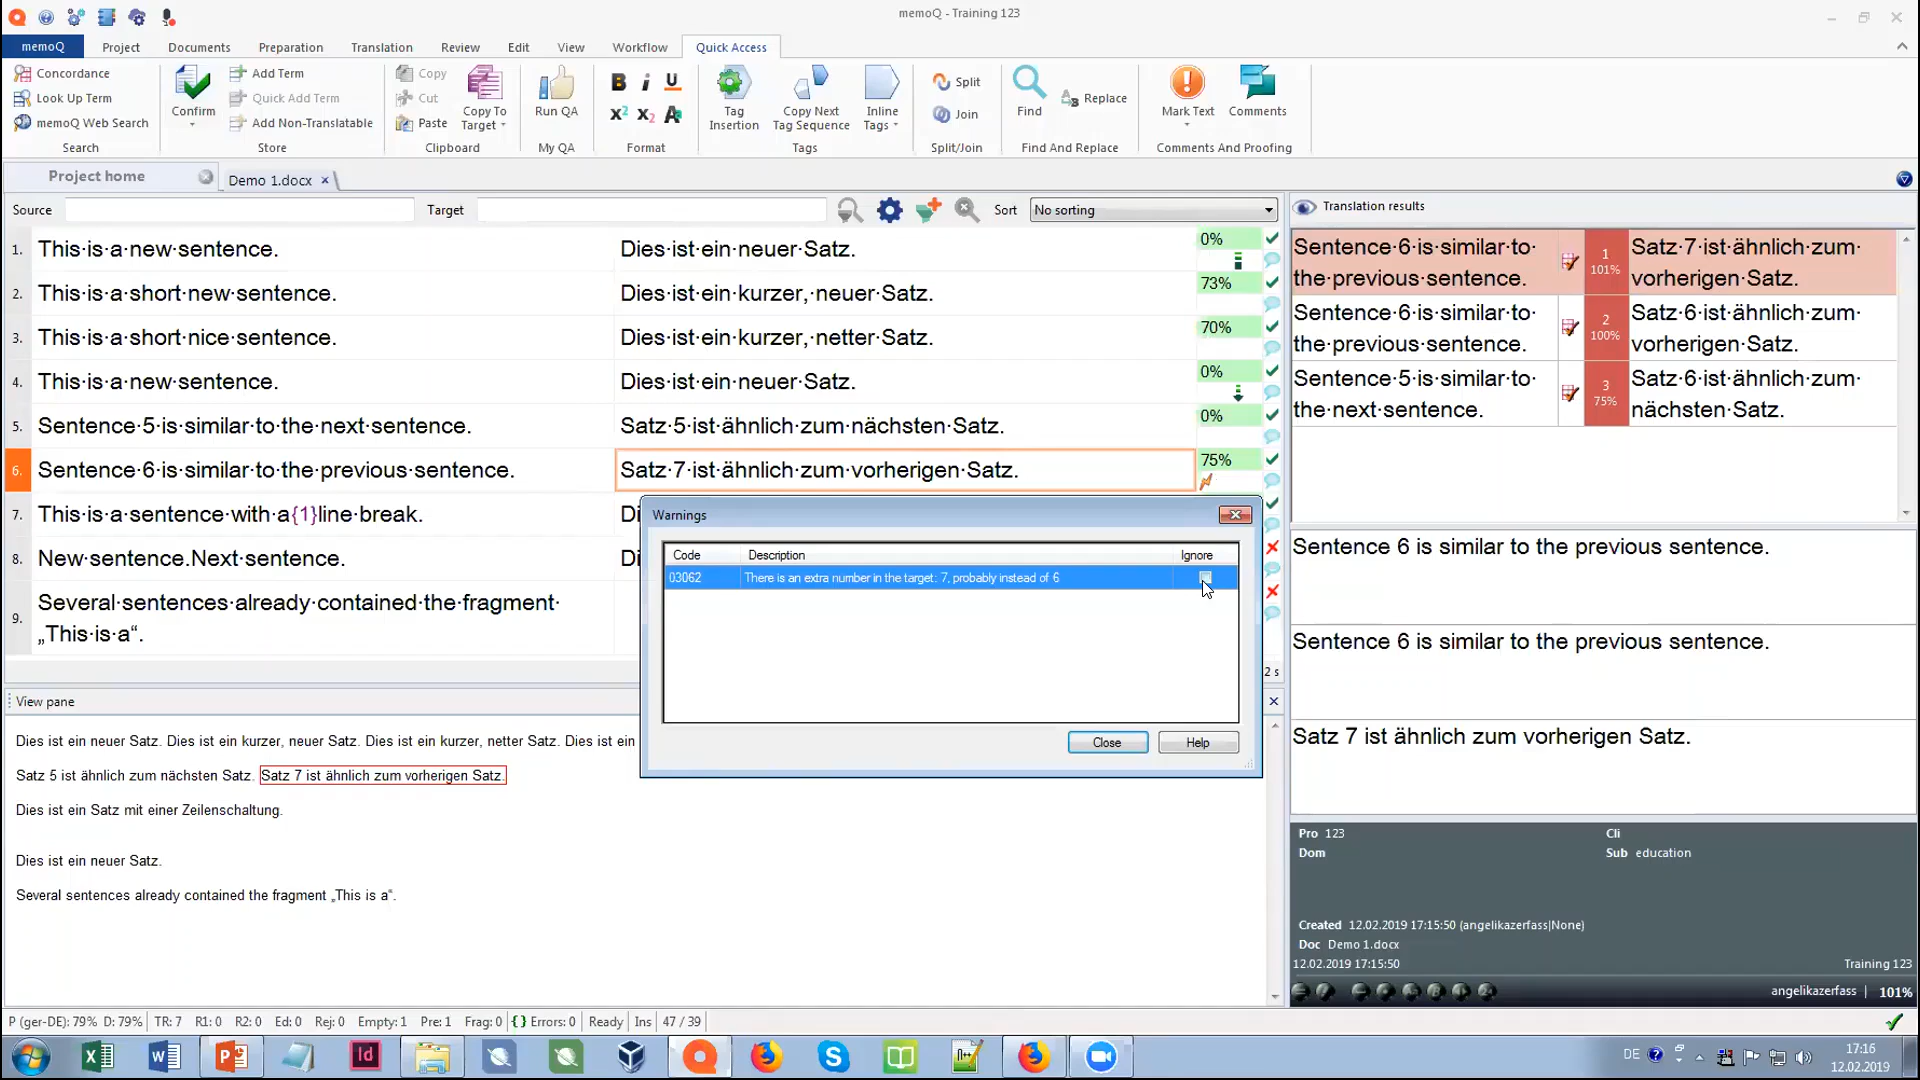 memoQ - Training 123
memoQ Project Documents Preparation Translation Review Edit View Workflow Quick Access
Concordance
Look Up Term
memoQ Web Search
Search
Confirm
Add Term
Quick Add Term
Add Non-Translatable
Store
Copy
Cut
Paste
Copy To
Target
Clipboard
Run QA
My QA
B i U
x² x₂ A
Format
Tag
Insertion
Copy Next
Tag Sequence
Inline
Tags
Tags
Split
Join
Split/Join
Find
Replace
Find And Replace
Mark Text
Comments
Comments And Proofing
Project home
Demo 1.docx
Source
Target
Sort
No sorting
1. This·is·a·new·sentence. Dies·ist·ein·neuer·Satz. 0%
2. This·is·a·short·new·sentence. Dies·ist·ein·kurzer,·neuer·Satz. 73%
3. This·is·a·short·nice·sentence. Dies·ist·ein·kurzer,·netter·Satz. 70%
4. This·is·a·new·sentence. Dies·ist·ein·neuer·Satz. 0%
5. Sentence·5·is·similar·to·the·next·sentence. Satz·5·ist·ähnlich·zum·nächsten·Satz. 0%
6. Sentence·6·is·similar·to·the·previous·sentence. Satz·7·ist·ähnlich·zum·vorherigen·Satz. 75%
7. This·is·a·sentence·with·a{1}line·break. Di
8. New·sentence.Next·sentence. Di
9. Several·sentences·already·contained·the·fragment·
„This·is·a“.
2 s
Warnings
Code Description Ignore
03062 There is an extra number in the target: 7, probably instead of 6
Close Help
View pane
Dies ist ein neuer Satz. Dies ist ein kurzer, neuer Satz. Dies ist ein kurzer, netter Satz. Dies ist ein
Satz 5 ist ähnlich zum nächsten Satz. Satz 7 ist ähnlich zum vorherigen Satz.
Dies ist ein Satz mit einer Zeilenschaltung.
Dies ist ein neuer Satz.
Several sentences already contained the fragment „This is a“.
Translation results
Sentence·6·is·similar·to·
the·previous·sentence.
1
101%
Satz·7·ist·ähnlich·zum·
vorherigen·Satz.
Sentence·6·is·similar·to·
the·previous·sentence.
2
100%
Satz·6·ist·ähnlich·zum·
vorherigen·Satz.
Sentence·5·is·similar·to·
the·next·sentence.
3
75%
Satz·6·ist·ähnlich·zum·
nächsten·Satz.
Sentence 6 is similar to the previous sentence.
Sentence 6 is similar to the previous sentence.
Satz 7 ist ähnlich zum vorherigen Satz.
Pro 123 Cli
Dom Sub education
Created 12.02.2019 17:15:50 (angelikazerfass|None)
Doc Demo 1.docx
12.02.2019 17:15:50 Training 123
angelikazerfass | 101%
P (ger-DE): 79% D: 79% TR: 7 R1: 0 R2: 0 Ed: 0 Rej: 0 Empty: 1 Pre: 1 Frag: 0 {} Errors: 0 Ready Ins 47 / 39
DE
17:16
12.02.2019